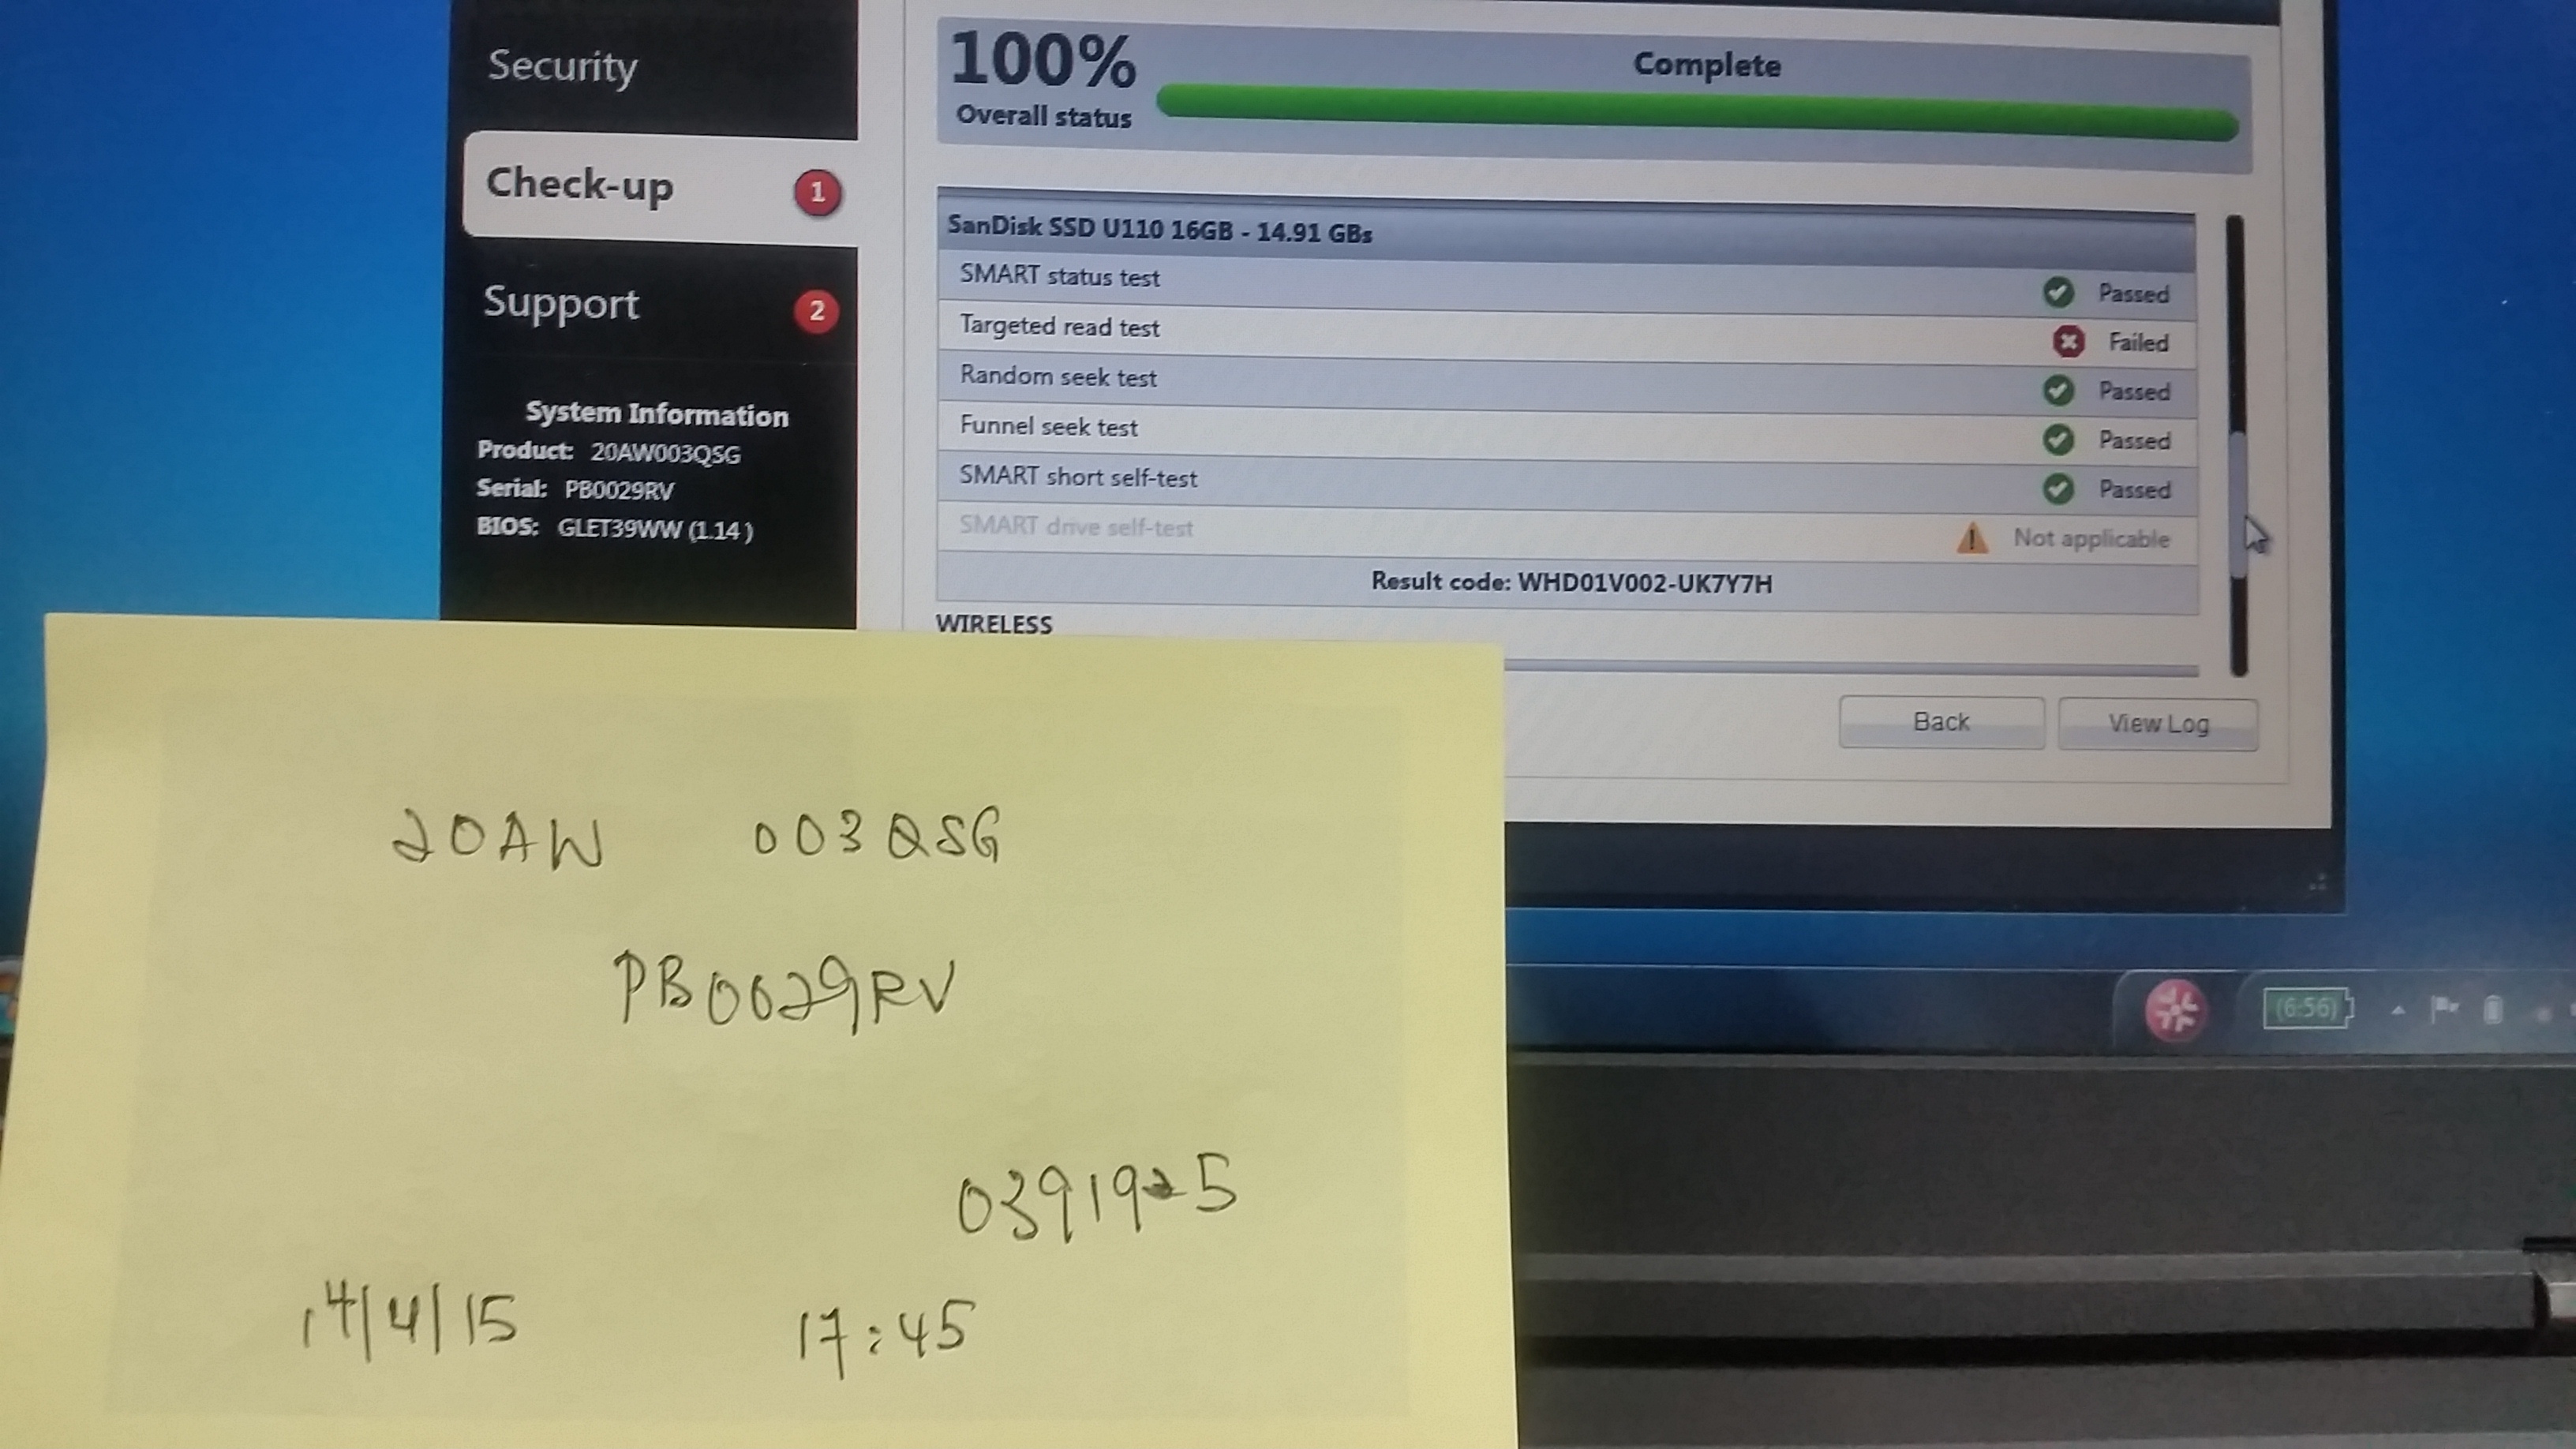 Security
Check-up 1
Support 2
System Information
Product: 20AW003QSG
Serial: PB0029RV
BIOS: GLET39WW (1.14 )
100%
Overall status
Complete
SanDisk SSD U110 16GB - 14.91 GBs
SMART status test Passed
Targeted read test Failed
Random seek test Passed
Funnel seek test Passed
SMART short self-test Passed
SMART drive self-test Not applicable
Result code: WHD01V002-UK7Y7H
WIRELESS
Back View Log
(6:56)
20AW 003QSG
PB0029RV
0391925
14/4/15 17:45